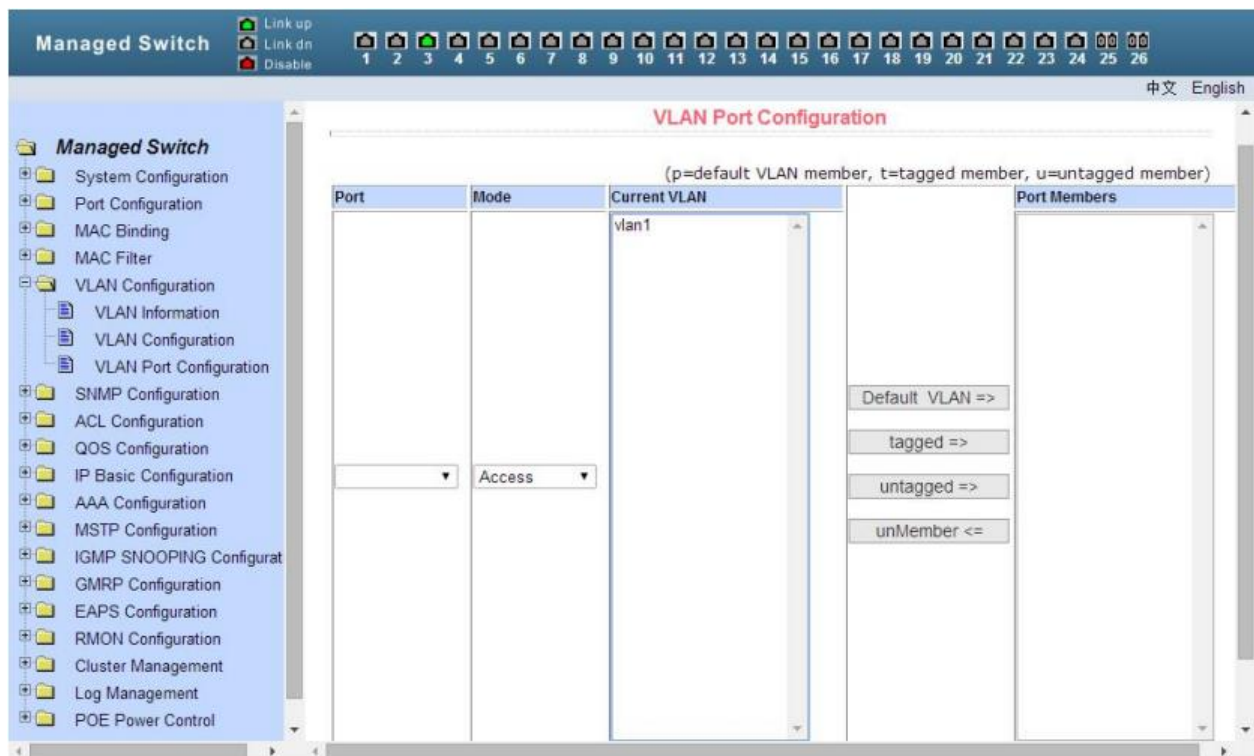 Managed Switch
Link up
Link dn
Disable
1 2 3 4 5 6 7 8 9 10 11 12 13 14 15 16 17 18 19 20 21 22 23 24 25 26
中文 English
Managed Switch
System Configuration
Port Configuration
MAC Binding
MAC Filter
VLAN Configuration
VLAN Information
VLAN Configuration
VLAN Port Configuration
SNMP Configuration
ACL Configuration
QOS Configuration
IP Basic Configuration
AAA Configuration
MSTP Configuration
IGMP SNOOPING Configurat
GMRP Configuration
EAPS Configuration
RMON Configuration
Cluster Management
Log Management
POE Power Control
VLAN Port Configuration
(p=default VLAN member, t=tagged member, u=untagged member)
Port Mode Current VLAN Port Members
vlan1
Access
Default VLAN =>
tagged =>
untagged =>
unMember <=